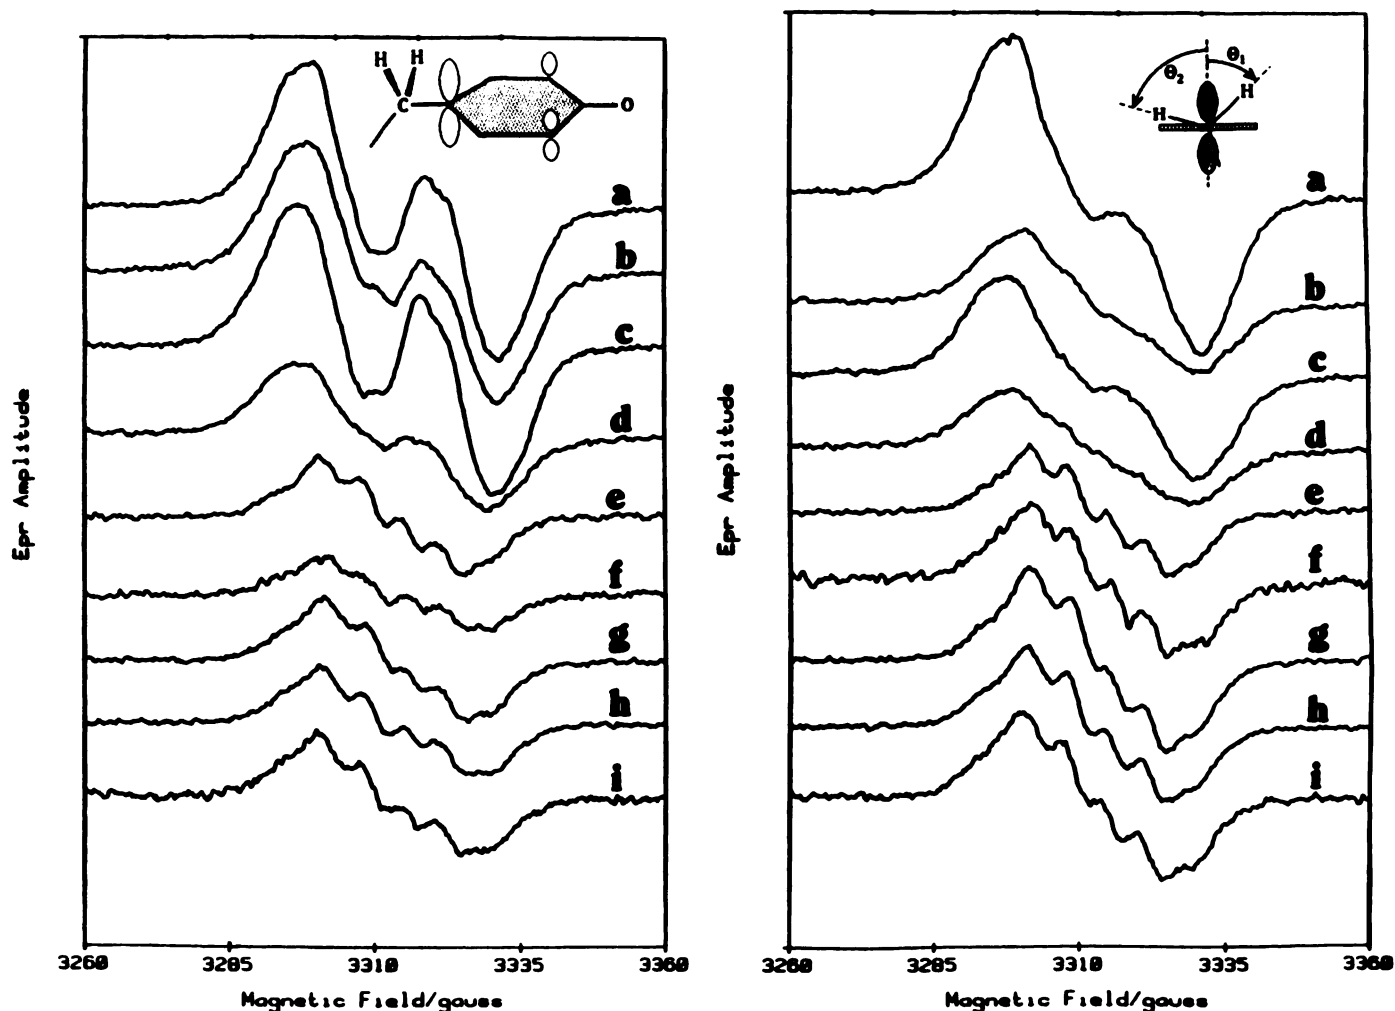 H H
C
O
a
b
c
d
e
f
g
h
i
Epr Amplitude
3260 3285 3310 3335 3360
Magnetic Field/gauss
θ₂ θ₁
H
H
a
b
c
d
e
f
g
h
i
Epr Amplitude
3260 3285 3310 3335 3360
Magnetic Field/gauss